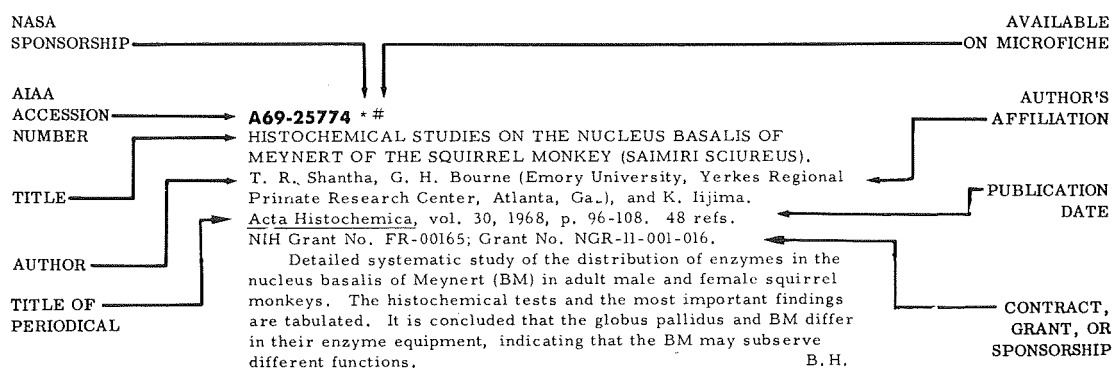 NASA
SPONSORSHIP
AVAILABLE
ON MICROFICHE
AIAA
ACCESSION
NUMBER
AUTHOR'S
AFFILIATION
TITLE
PUBLICATION
DATE
AUTHOR
TITLE OF
PERIODICAL
CONTRACT,
GRANT, OR
SPONSORSHIP
A69-25774 * #
HISTOCHEMICAL STUDIES ON THE NUCLEUS BASALIS OF
MEYNERT OF THE SQUIRREL MONKEY (SAIMIRI SCIUREUS).
T. R. Shantha, G. H. Bourne (Emory University, Yerkes Regional
Primate Research Center, Atlanta, Ga.), and K. Iijima.
Acta Histochemica, vol. 30, 1968, p. 96-108. 48 refs.
NIH Grant No. FR-00165; Grant No. NGR-11-001-016.
Detailed systematic study of the distribution of enzymes in the
nucleus basalis of Meynert (BM) in adult male and female squirrel
monkeys. The histochemical tests and the most important findings
are tabulated. It is concluded that the globus pallidus and BM differ
in their enzyme equipment, indicating that the BM may subserve
different functions. B.H.